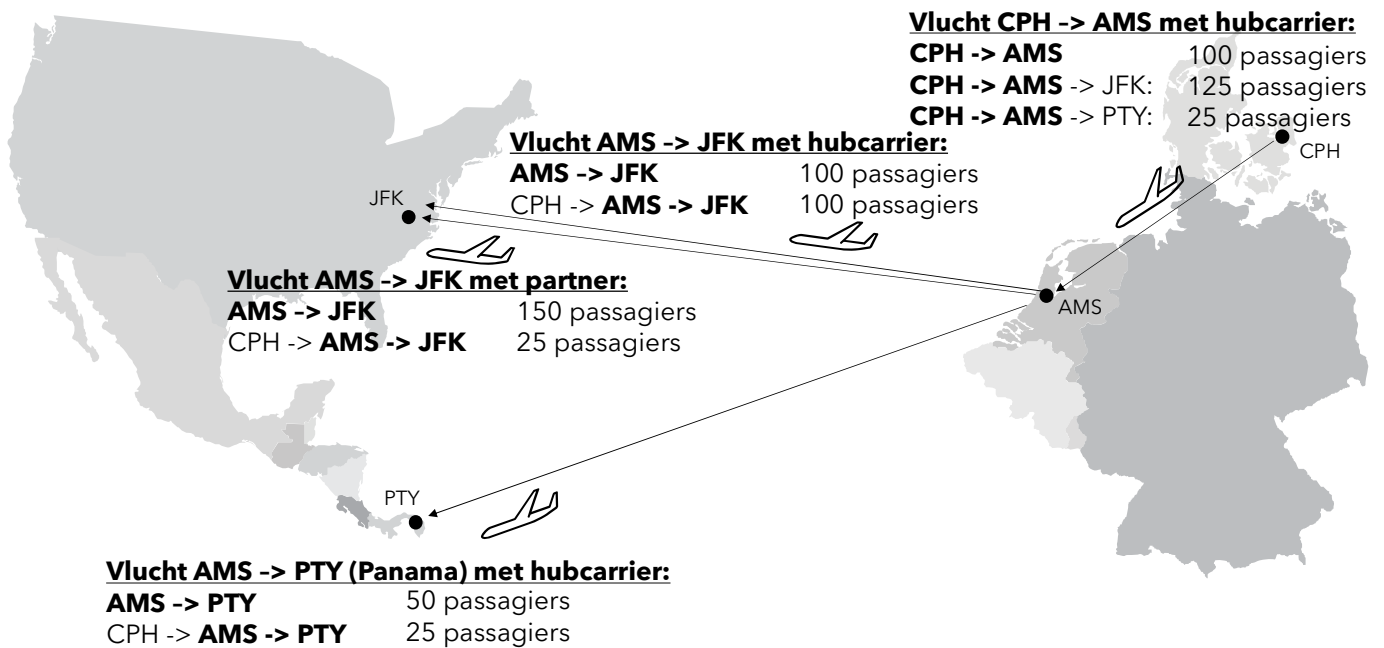 Vlucht CPH -> AMS met hubcarrier:
CPH -> AMS 100 passagiers
CPH -> AMS -> JFK: 125 passagiers
CPH -> AMS -> PTY: 25 passagiers
CPH
Vlucht AMS –> JFK met hubcarrier:
AMS –> JFK 100 passagiers
CPH -> AMS -> JFK 100 passagiers
JFK
Vlucht AMS –> JFK met partner:
AMS –> JFK 150 passagiers
CPH -> AMS -> JFK 25 passagiers
AMS
PTY
Vlucht AMS –> PTY (Panama) met hubcarrier:
AMS –> PTY 50 passagiers
CPH -> AMS -> PTY 25 passagiers